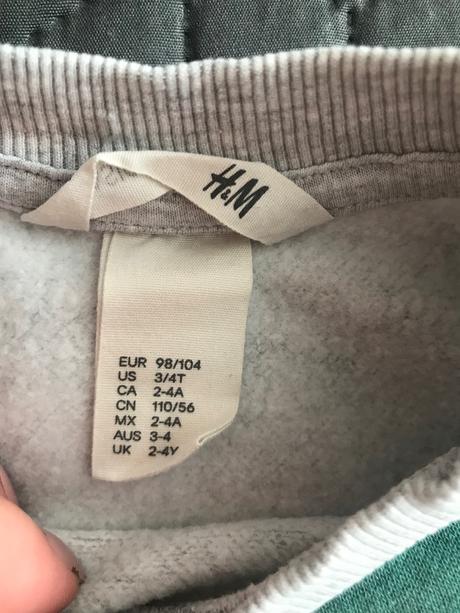 H&M
EUR 98/104
US 3/4T
CA 2-4A
CN 110/56
MX 2-4A
AUS 3-4
UK 2-4Y